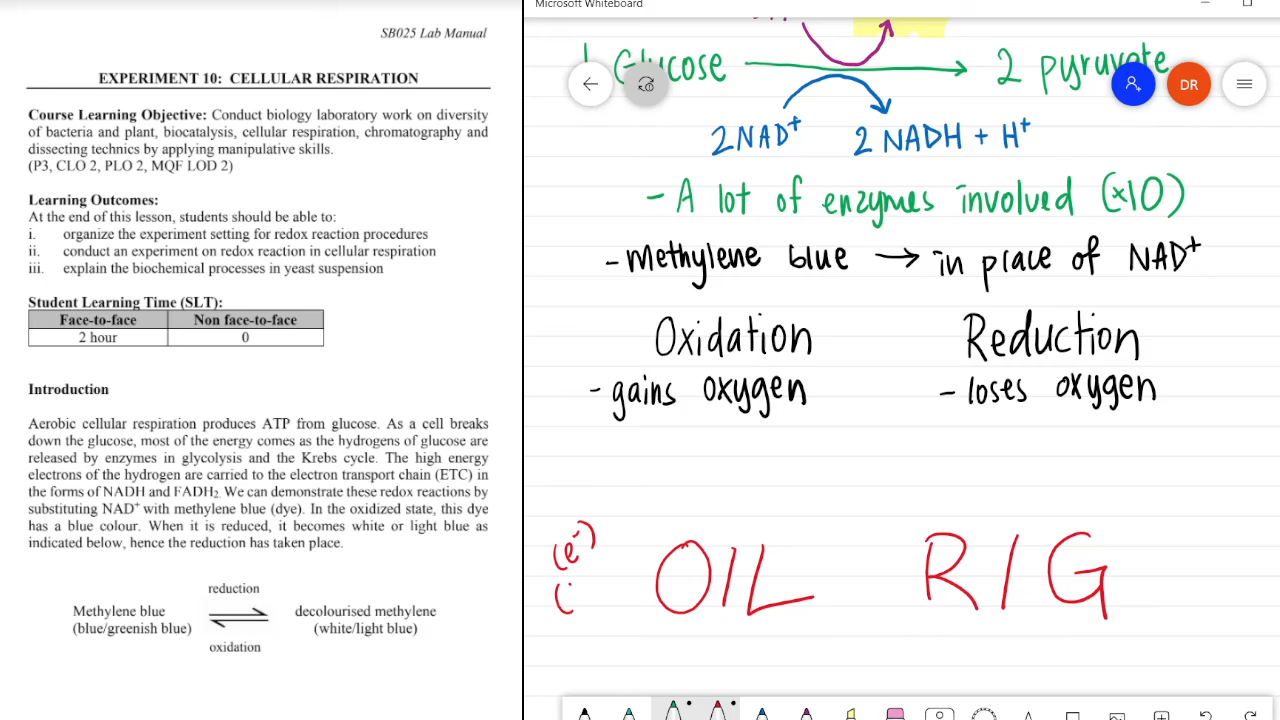 SB025 Lab Manual
EXPERIMENT 10: CELLULAR RESPIRATION
Course Learning Objective: Conduct biology laboratory work on diversity
of bacteria and plant, biocatalysis, cellular respiration, chromatography and
dissecting technics by applying manipulative skills.
(P3, CLO 2, PLO 2, MQF LOD 2)
Learning Outcomes:
At the end of this lesson, students should be able to:
i. organize the experiment setting for redox reaction procedures
ii. conduct an experiment on redox reaction in cellular respiration
iii. explain the biochemical processes in yeast suspension
Student Learning Time (SLT):
Face-to-face Non face-to-face
2 hour 0
Introduction
Aerobic cellular respiration produces ATP from glucose. As a cell breaks
down the glucose, most of the energy comes as the hydrogens of glucose are
released by enzymes in glycolysis and the Krebs cycle. The high energy
electrons of the hydrogen are carried to the electron transport chain (ETC) in
the forms of NADH and FADH₂. We can demonstrate these redox reactions by
substituting NAD⁺ with methylene blue (dye). In the oxidized state, this dye
has a blue colour. When it is reduced, it becomes white or light blue as
indicated below, hence the reduction has taken place.
reduction
Methylene blue decolourised methylene
(blue/greenish blue) (white/light blue)
oxidation
Microsoft Whiteboard
Glucose → 2 pyruvate
DR
2NAD⁺ 2 NADH + H⁺
- A lot of enzymes involved (×10)
- methylene blue → in place of NAD⁺
Oxidation Reduction
- gains oxygen - loses oxygen
(e⁻)
( OIL RIG